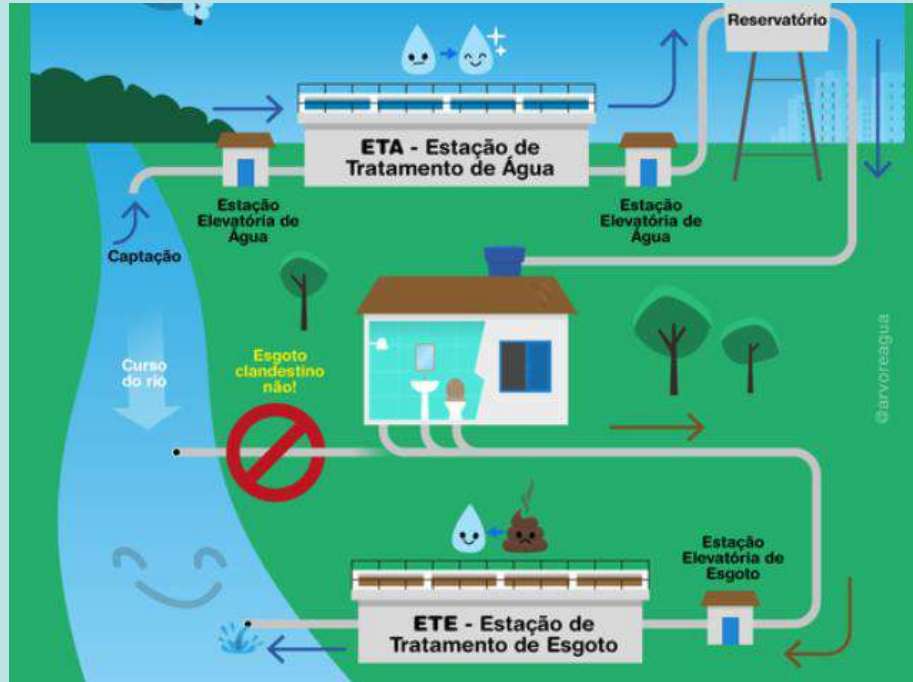 Reservatório
ETA - Estação de
Tratamento de Água
Estação
Elevatória de
Água
Estação
Elevatória de
Água
Captação
Curso
do rio
Esgoto
clandestino
não!
@arvoreagua
Estação
Elevatória de
Esgoto
ETE - Estação de
Tratamento de Esgoto